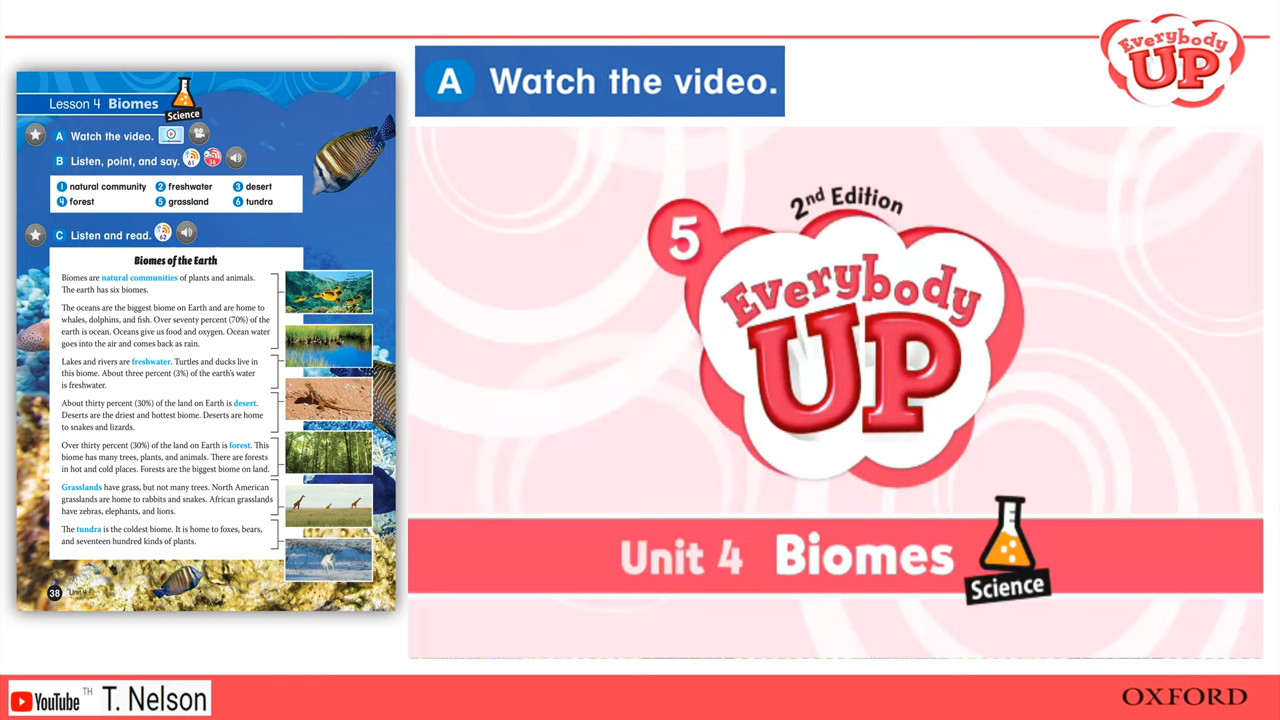 Lesson 4 Biomes
Science
A Watch the video.
B Listen, point, and say. 61 36
1 natural community 2 freshwater 3 desert
4 forest 5 grassland 6 tundra
C Listen and read. 62
Biomes of the Earth
Biomes are natural communities of plants and animals.
The earth has six biomes.
The oceans are the biggest biome on Earth and are home to
whales, dolphins, and fish. Over seventy percent (70%) of the
earth is ocean. Oceans give us food and oxygen. Ocean water
goes into the air and comes back as rain.
Lakes and rivers are freshwater. Turtles and ducks live in
this biome. About three percent (3%) of the earth's water
is freshwater.
About thirty percent (30%) of the land on Earth is desert.
Deserts are the driest and hottest biome. Deserts are home
to snakes and lizards.
Over thirty percent (30%) of the land on Earth is forest. This
biome has many trees, plants, and animals. There are forests
in hot and cold places. Forests are the biggest biome on land.
Grasslands have grass, but not many trees. North American
grasslands are home to rabbits and snakes. African grasslands
have zebras, elephants, and lions.
The tundra is the coldest biome. It is home to foxes, bears,
and seventeen hundred kinds of plants.
38 Unit 4
A Watch the video.
Everybody
UP
2nd Edition
5
Everybody
UP
Unit 4 Biomes
Science
YouTube TH T. Nelson
OXFORD